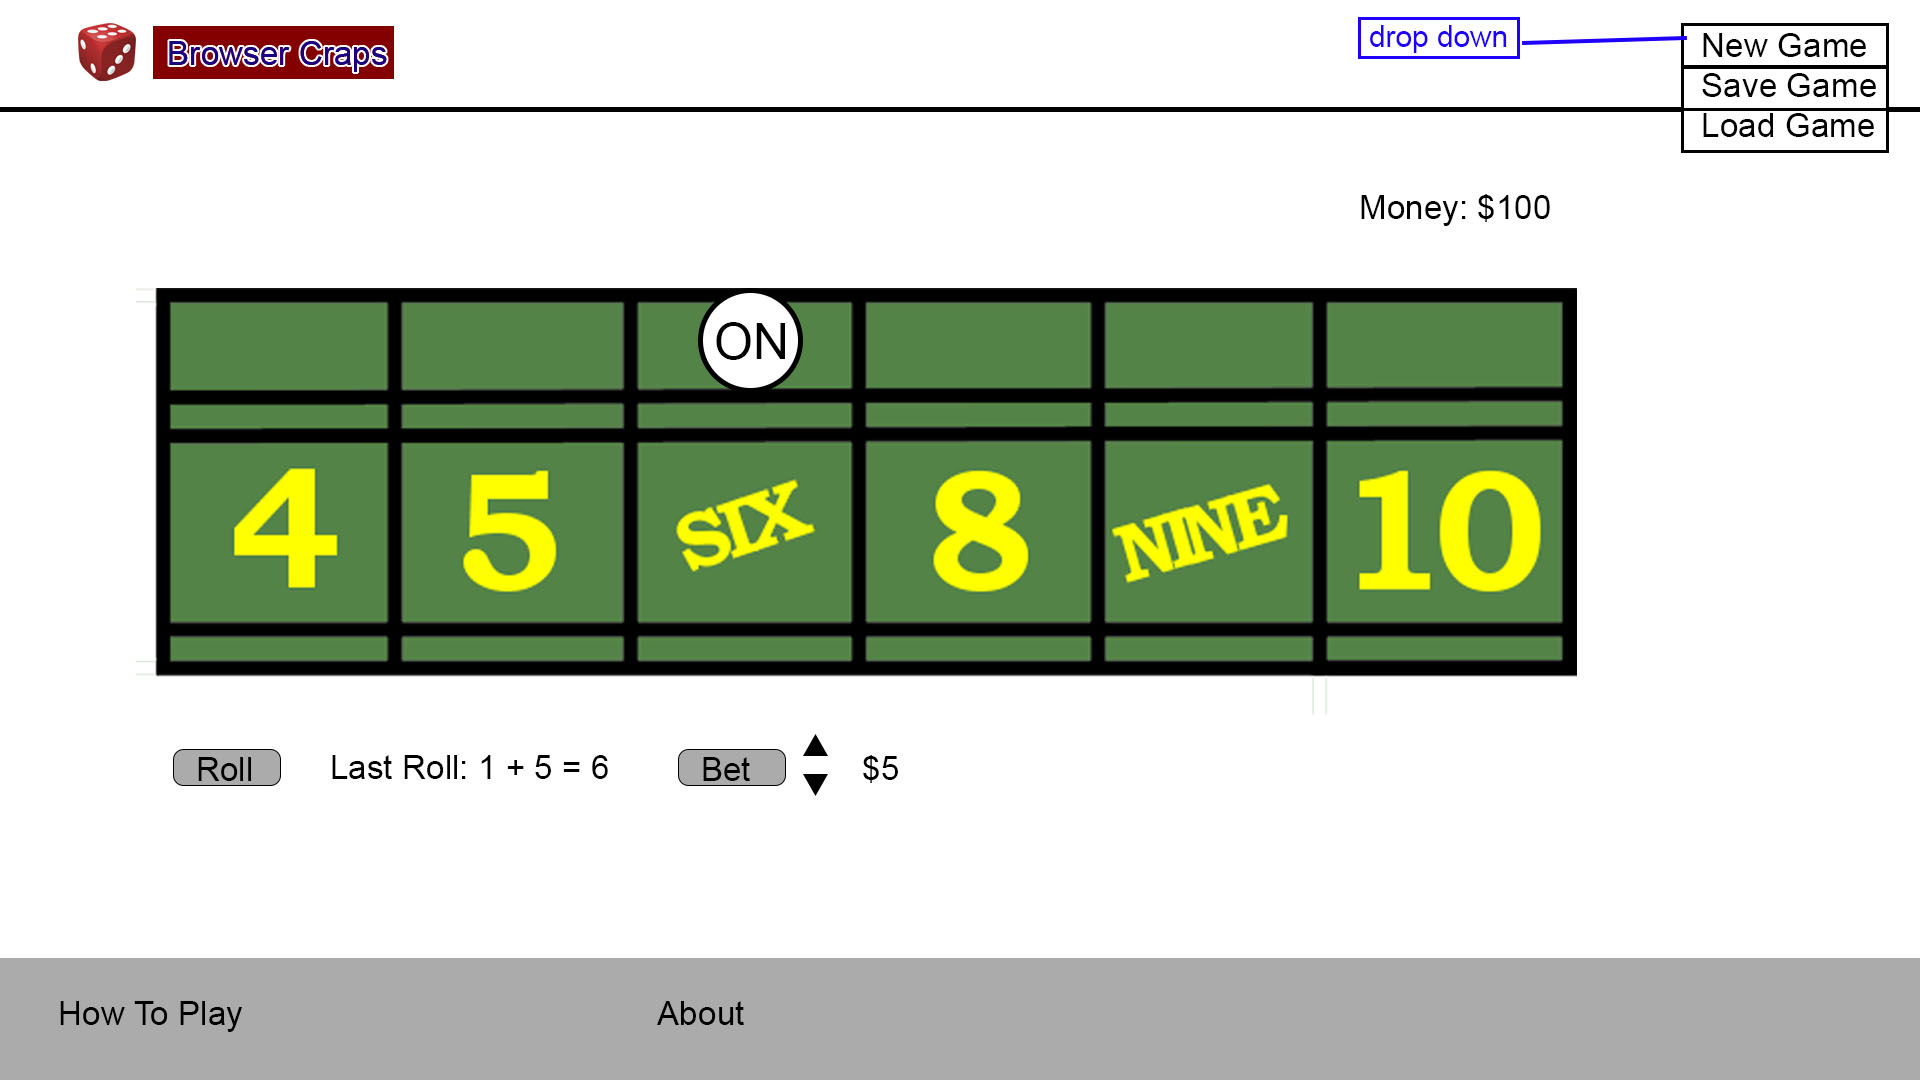 Browser Craps
drop down
New Game
Save Game
Load Game
Money: $100
ON
4 5 SIX 8 NINE 10
Roll Last Roll: 1 + 5 = 6 Bet $5
How To Play About